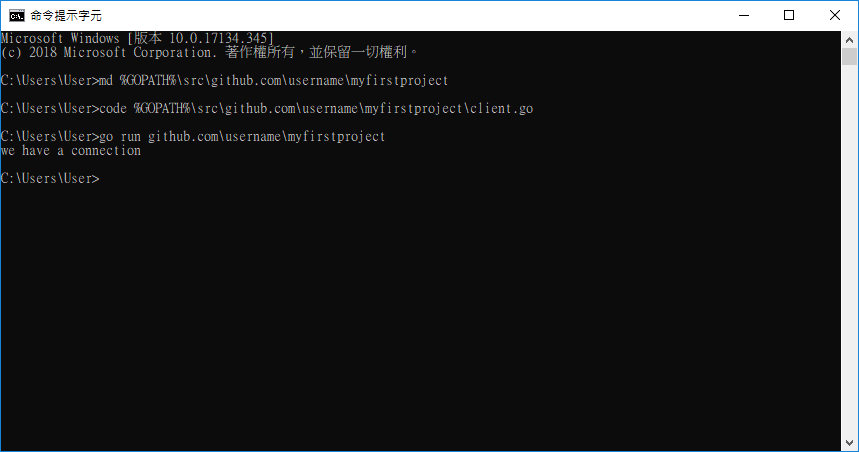 命令提示字元
Microsoft Windows [版本 10.0.17134.345]
(c) 2018 Microsoft Corporation. 著作權所有，並保留一切權利。
C:\Users\User>md %GOPATH%\src\github.com\username\myfirstproject
C:\Users\User>code %GOPATH%\src\github.com\username\myfirstproject\client.go
C:\Users\User>go run github.com\username\myfirstproject
we have a connection
C:\Users\User>